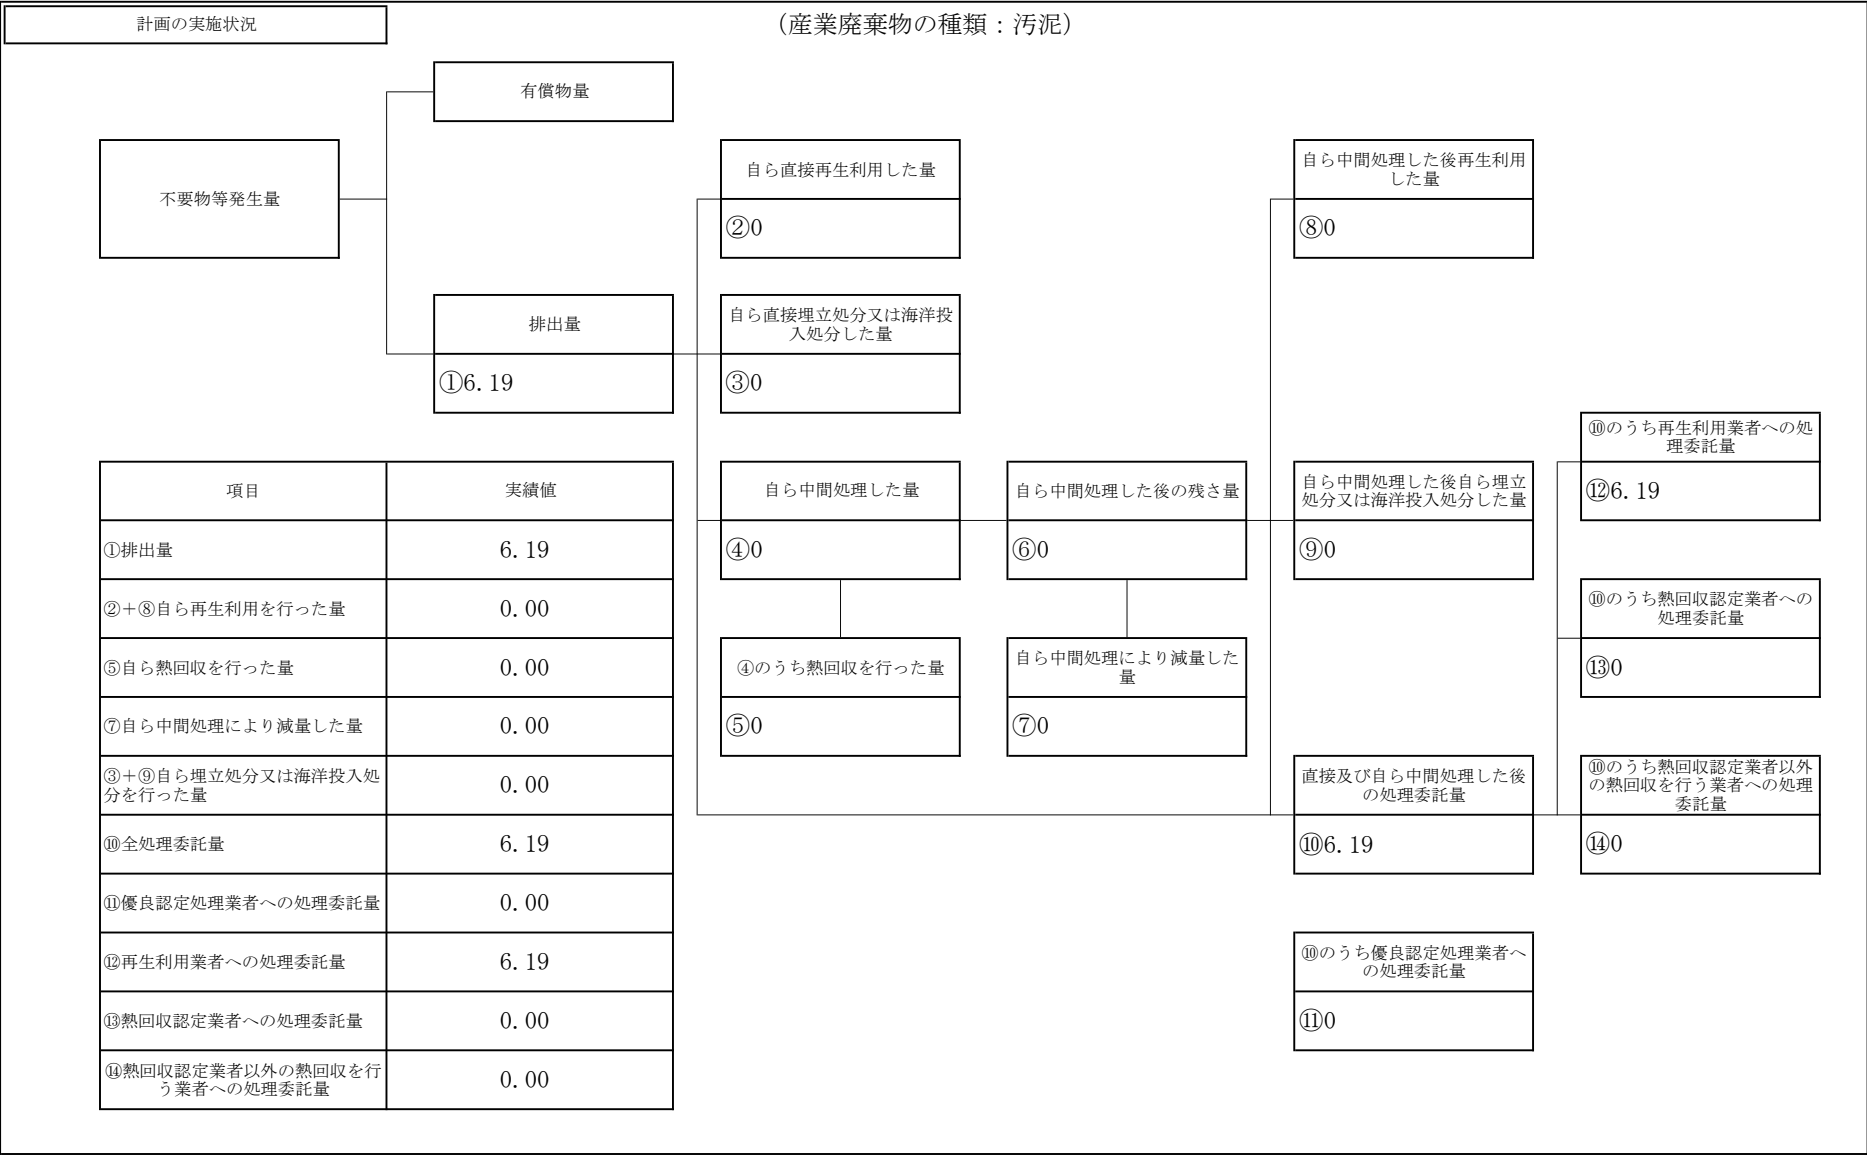 計画の実施状況
（産業廃棄物の種類：汚泥）
有償物量
不要物等発生量
自ら直接再生利用した量
②0
自ら中間処理した後再生利用
した量
⑧0
排出量
①6.19
自ら直接埋立処分又は海洋投
入処分した量
③0
⑩のうち再生利用業者への処
理委託量
⑫6.19
自ら中間処理した量
④0
自ら中間処理した後の残さ量
⑥0
自ら中間処理した後自ら埋立
処分又は海洋投入処分した量
⑨0
⑩のうち熱回収認定業者への
処理委託量
⑬0
④のうち熱回収を行った量
⑤0
自ら中間処理により減量した
量
⑦0
直接及び自ら中間処理した後
の処理委託量
⑩6.19
⑩のうち熱回収認定業者以外
の熱回収を行う業者への処理
委託量
⑭0
⑩のうち優良認定処理業者へ
の処理委託量
⑪0
項目 実績値
①排出量 6.19
②＋⑧自ら再生利用を行った量 0.00
⑤自ら熱回収を行った量 0.00
⑦自ら中間処理により減量した量 0.00
③＋⑨自ら埋立処分又は海洋投入処
分を行った量 0.00
⑩全処理委託量 6.19
⑪優良認定処理業者への処理委託量 0.00
⑫再生利用業者への処理委託量 6.19
⑬熱回収認定業者への処理委託量 0.00
⑭熱回収認定業者以外の熱回収を行
う業者への処理委託量 0.00